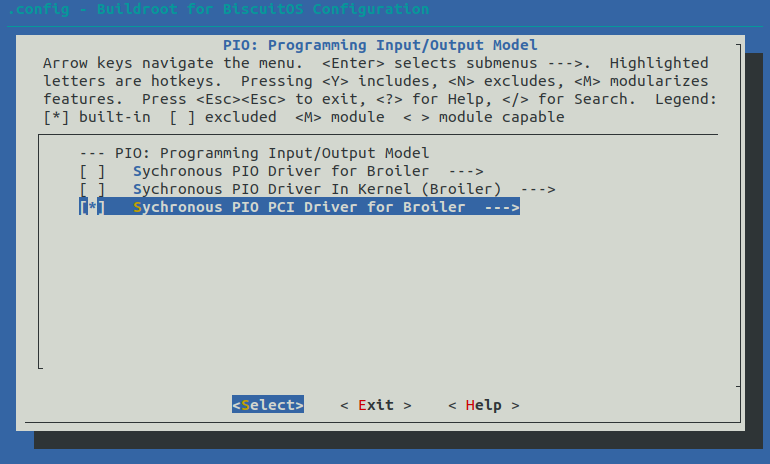 .config - Buildroot for BiscuitOS Configuration
PIO: Programming Input/Output Model
Arrow keys navigate the menu.  <Enter> selects submenus --->.  Highlighted
letters are hotkeys.  Pressing <Y> includes, <N> excludes, <M> modularizes
features.  Press <Esc><Esc> to exit, <?> for Help, </> for Search.  Legend:
[*] built-in  [ ] excluded  <M> module  < > module capable
--- PIO: Programming Input/Output Model
[ ]   Sychronous PIO Driver for Broiler  --->
[ ]   Sychronous PIO Driver In Kernel (Broiler)  --->
[*]   Sychronous PIO PCI Driver for Broiler  --->
<Select>    < Exit >    < Help >